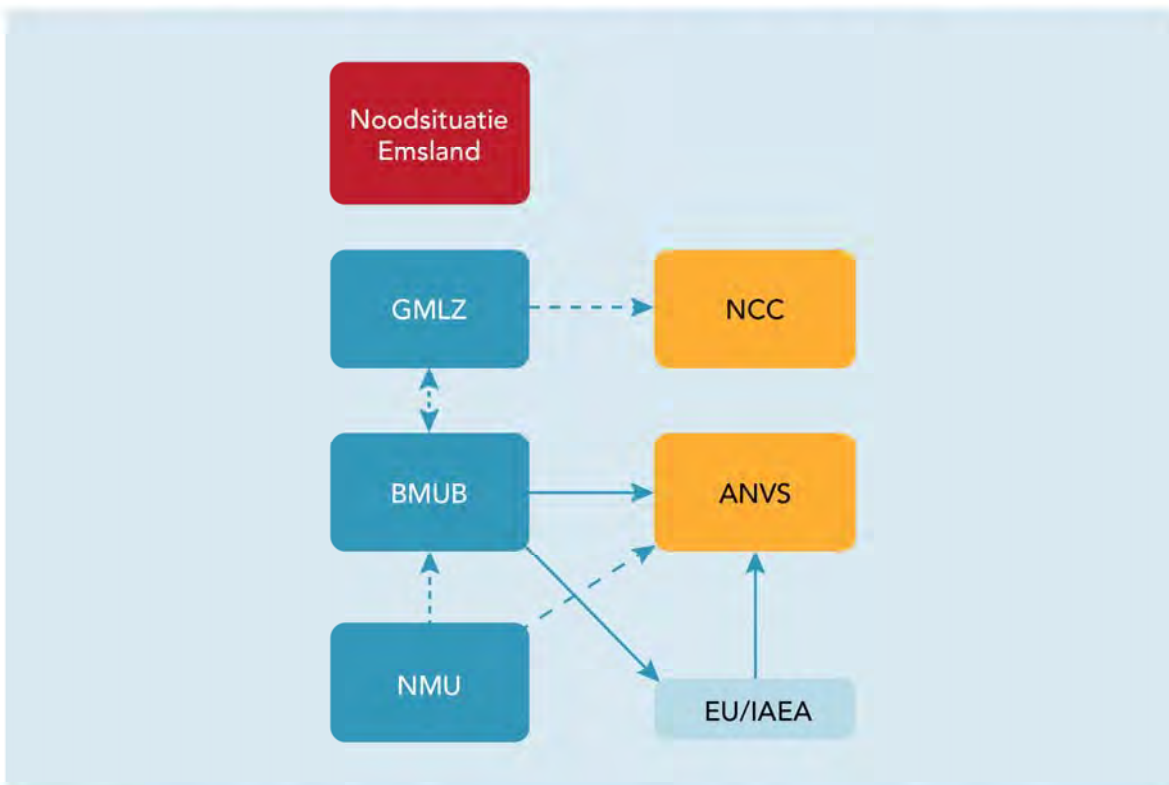 Noodsituatie
Emsland
GMLZ
NCC
BMUB
ANVS
NMU
EU/IAEA